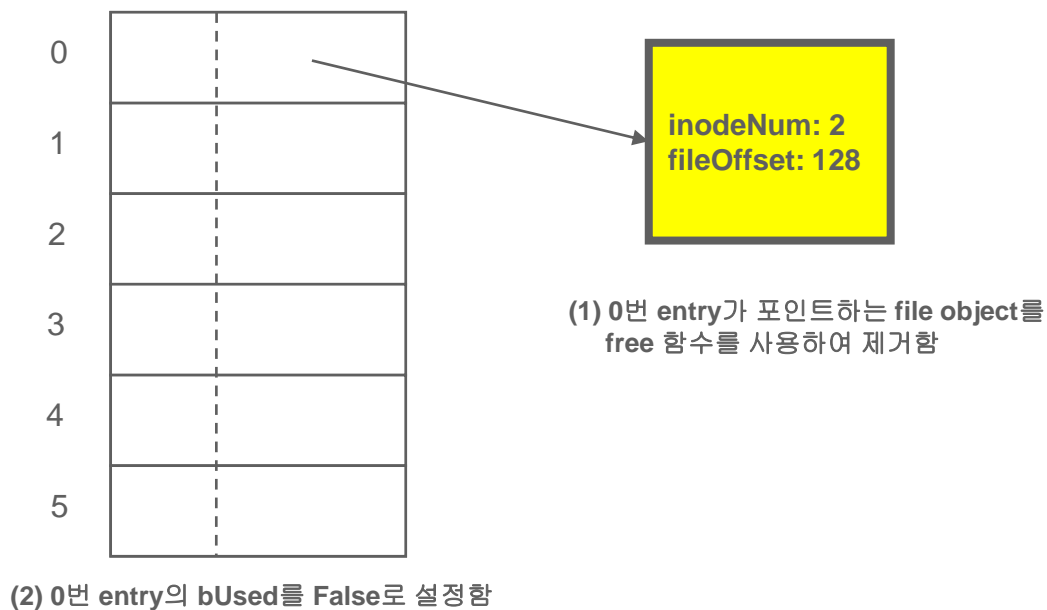 0
1
2
3
4
5
inodeNum: 2
fileOffset: 128
(1) 0번 entry가 포인트하는 file object를
free 함수를 사용하여 제거함
(2) 0번 entry의 bUsed를 False로 설정함